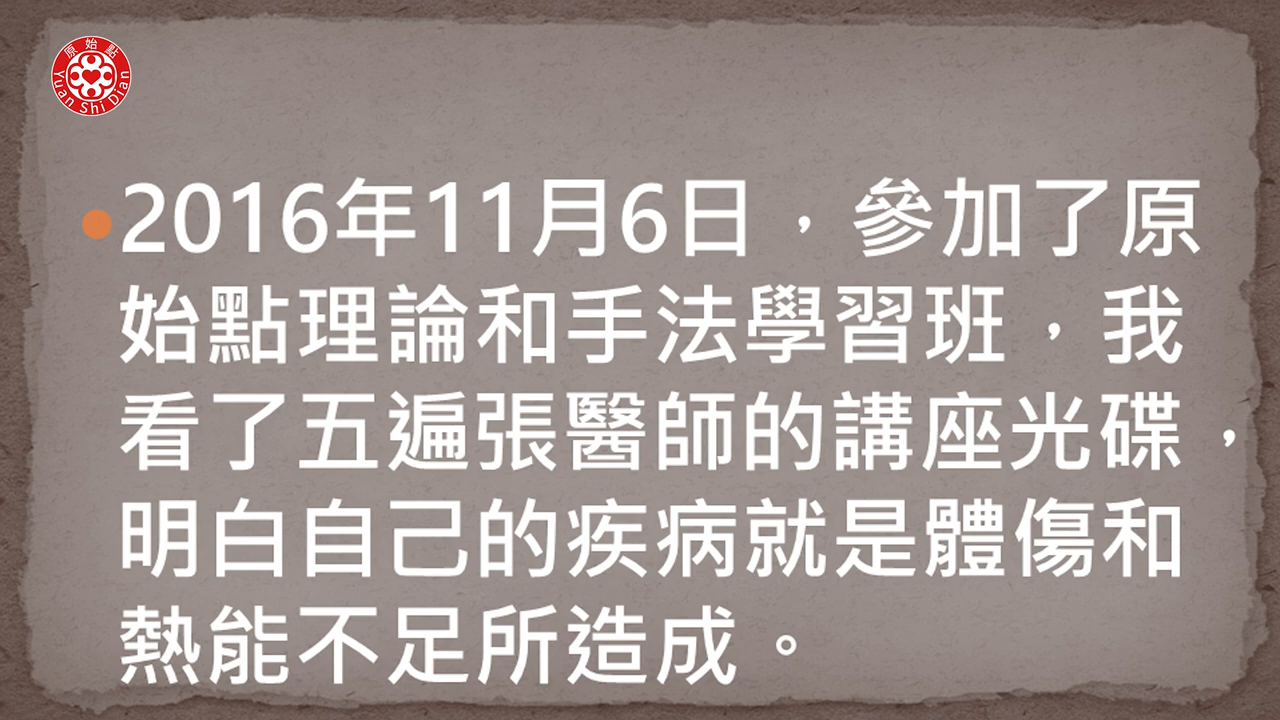 原始點
Yuan Shi Dian
2016年11月6日，參加了原
始點理論和手法學習班，我
看了五遍張醫師的講座光碟，
明白自己的疾病就是體傷和
熱能不足所造成。